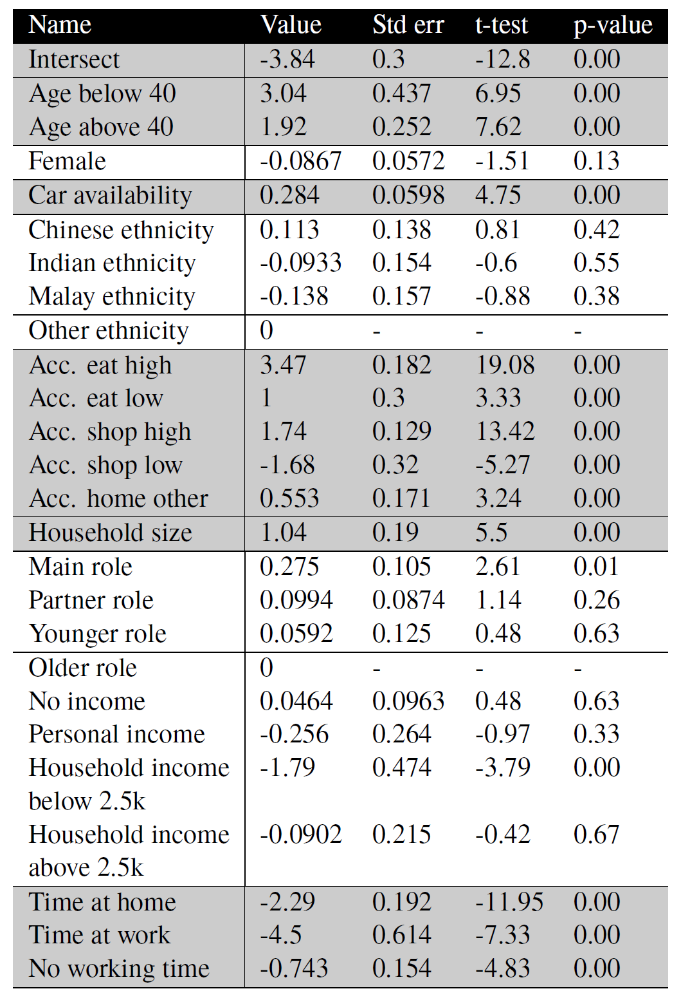 Name Value Std err t-test p-value
Intersect -3.84 0.3 -12.8 0.00
Age below 40 3.04 0.437 6.95 0.00
Age above 40 1.92 0.252 7.62 0.00
Female -0.0867 0.0572 -1.51 0.13
Car availability 0.284 0.0598 4.75 0.00
Chinese ethnicity 0.113 0.138 0.81 0.42
Indian ethnicity -0.0933 0.154 -0.6 0.55
Malay ethnicity -0.138 0.157 -0.88 0.38
Other ethnicity 0 - - -
Acc. eat high 3.47 0.182 19.08 0.00
Acc. eat low 1 0.3 3.33 0.00
Acc. shop high 1.74 0.129 13.42 0.00
Acc. shop low -1.68 0.32 -5.27 0.00
Acc. home other 0.553 0.171 3.24 0.00
Household size 1.04 0.19 5.5 0.00
Main role 0.275 0.105 2.61 0.01
Partner role 0.0994 0.0874 1.14 0.26
Younger role 0.0592 0.125 0.48 0.63
Older role 0 - - -
No income 0.0464 0.0963 0.48 0.63
Personal income -0.256 0.264 -0.97 0.33
Household income -1.79 0.474 -3.79 0.00
below 2.5k
Household income -0.0902 0.215 -0.42 0.67
above 2.5k
Time at home -2.29 0.192 -11.95 0.00
Time at work -4.5 0.614 -7.33 0.00
No working time -0.743 0.154 -4.83 0.00